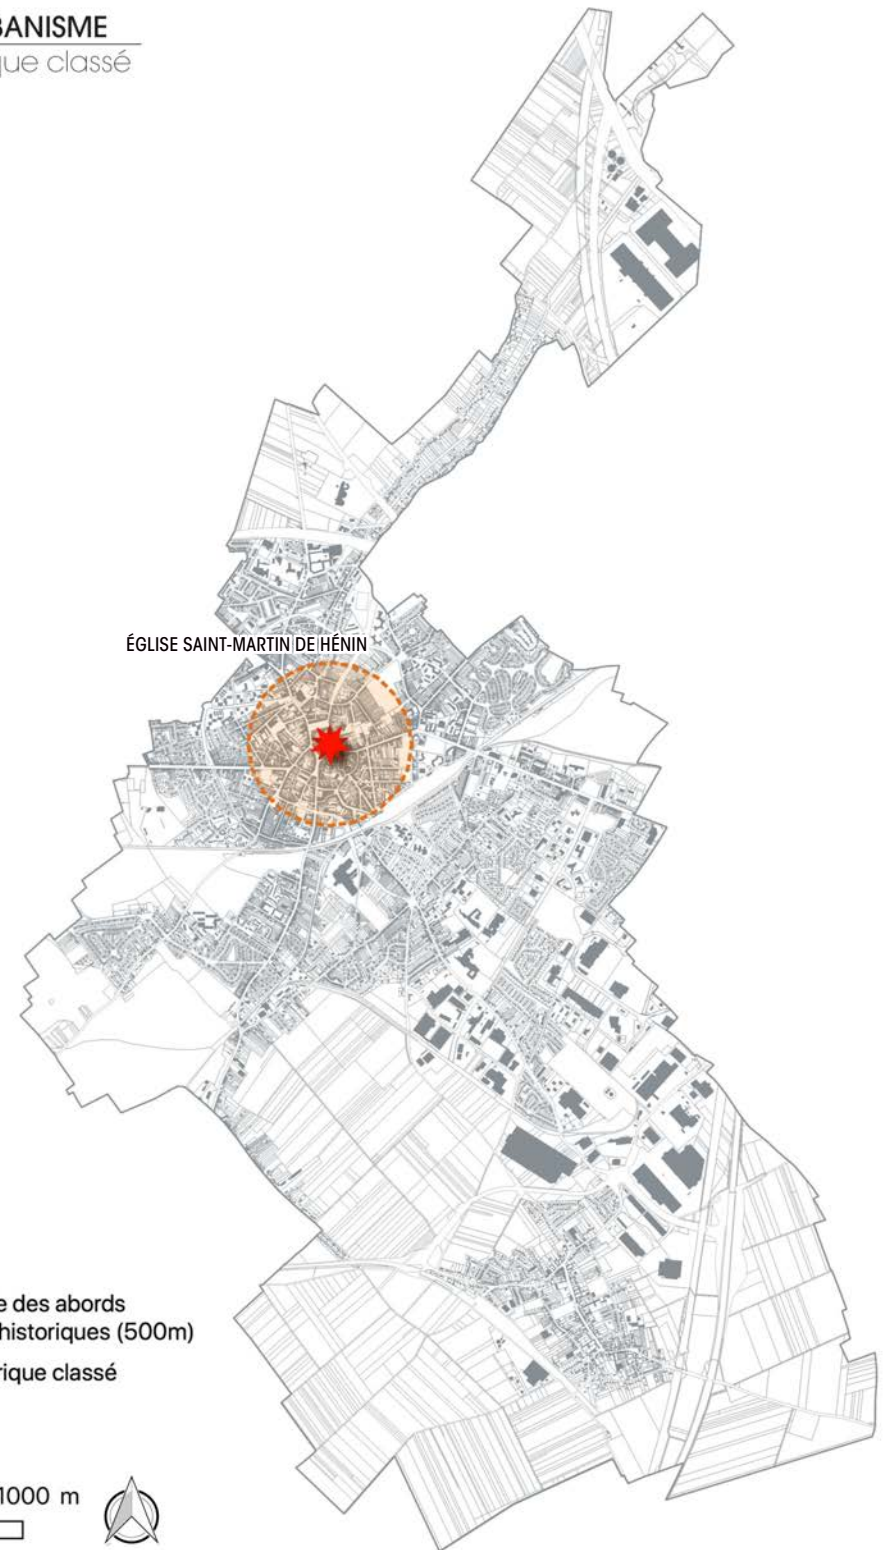 BANISME
que classé
ÉGLISE SAINT-MARTIN DE HÉNIN
e des abords
historiques (500m)
rique classé
1000 m